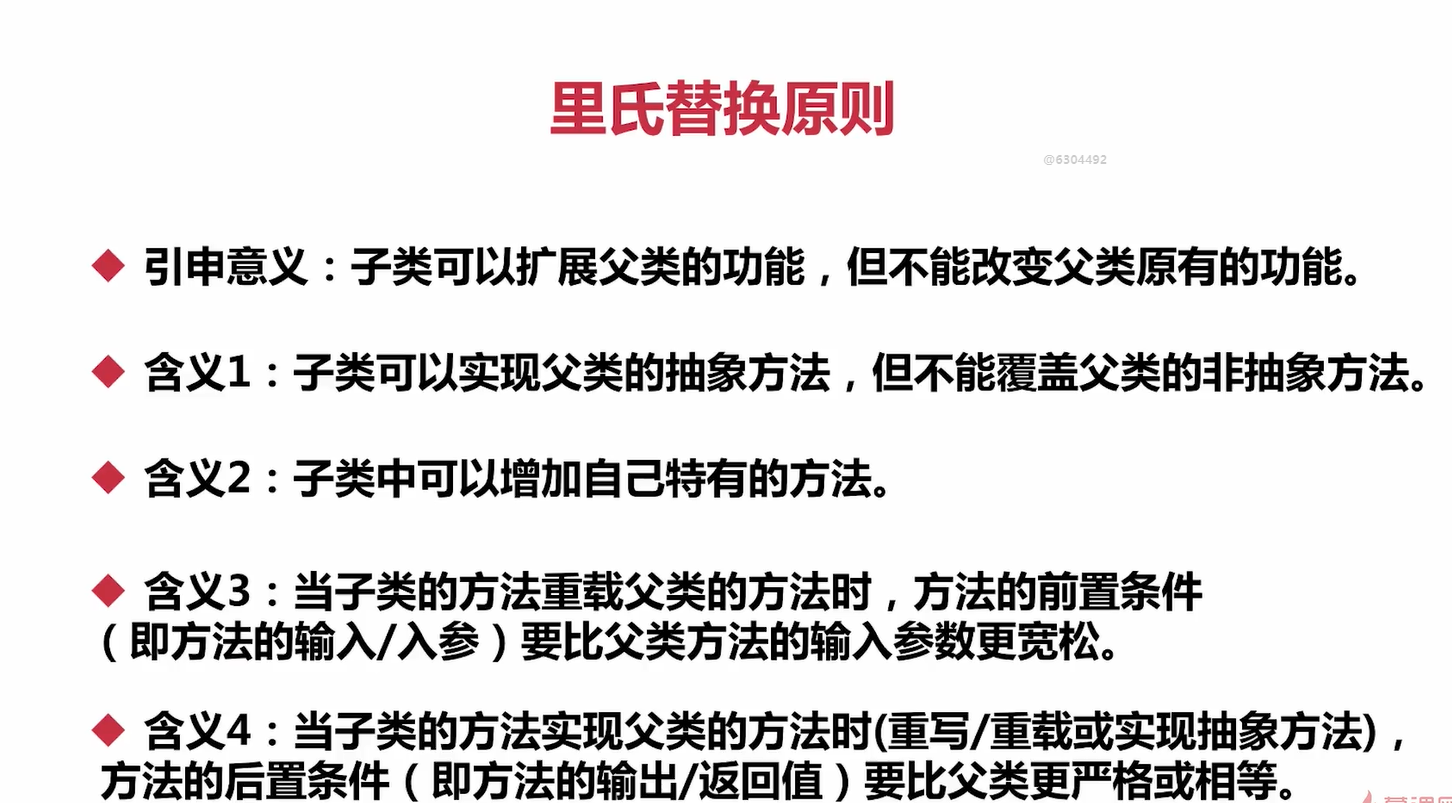 里氏替换原则
@6304492
引申意义：子类可以扩展父类的功能，但不能改变父类原有的功能。
含义1：子类可以实现父类的抽象方法，但不能覆盖父类的非抽象方法。
含义2：子类中可以增加自己特有的方法。
含义3：当子类的方法重载父类的方法时，方法的前置条件
（即方法的输入/入参）要比父类方法的输入参数更宽松。
含义4：当子类的方法实现父类的方法时(重写/重载或实现抽象方法)，
方法的后置条件（即方法的输出/返回值）要比父类更严格或相等。